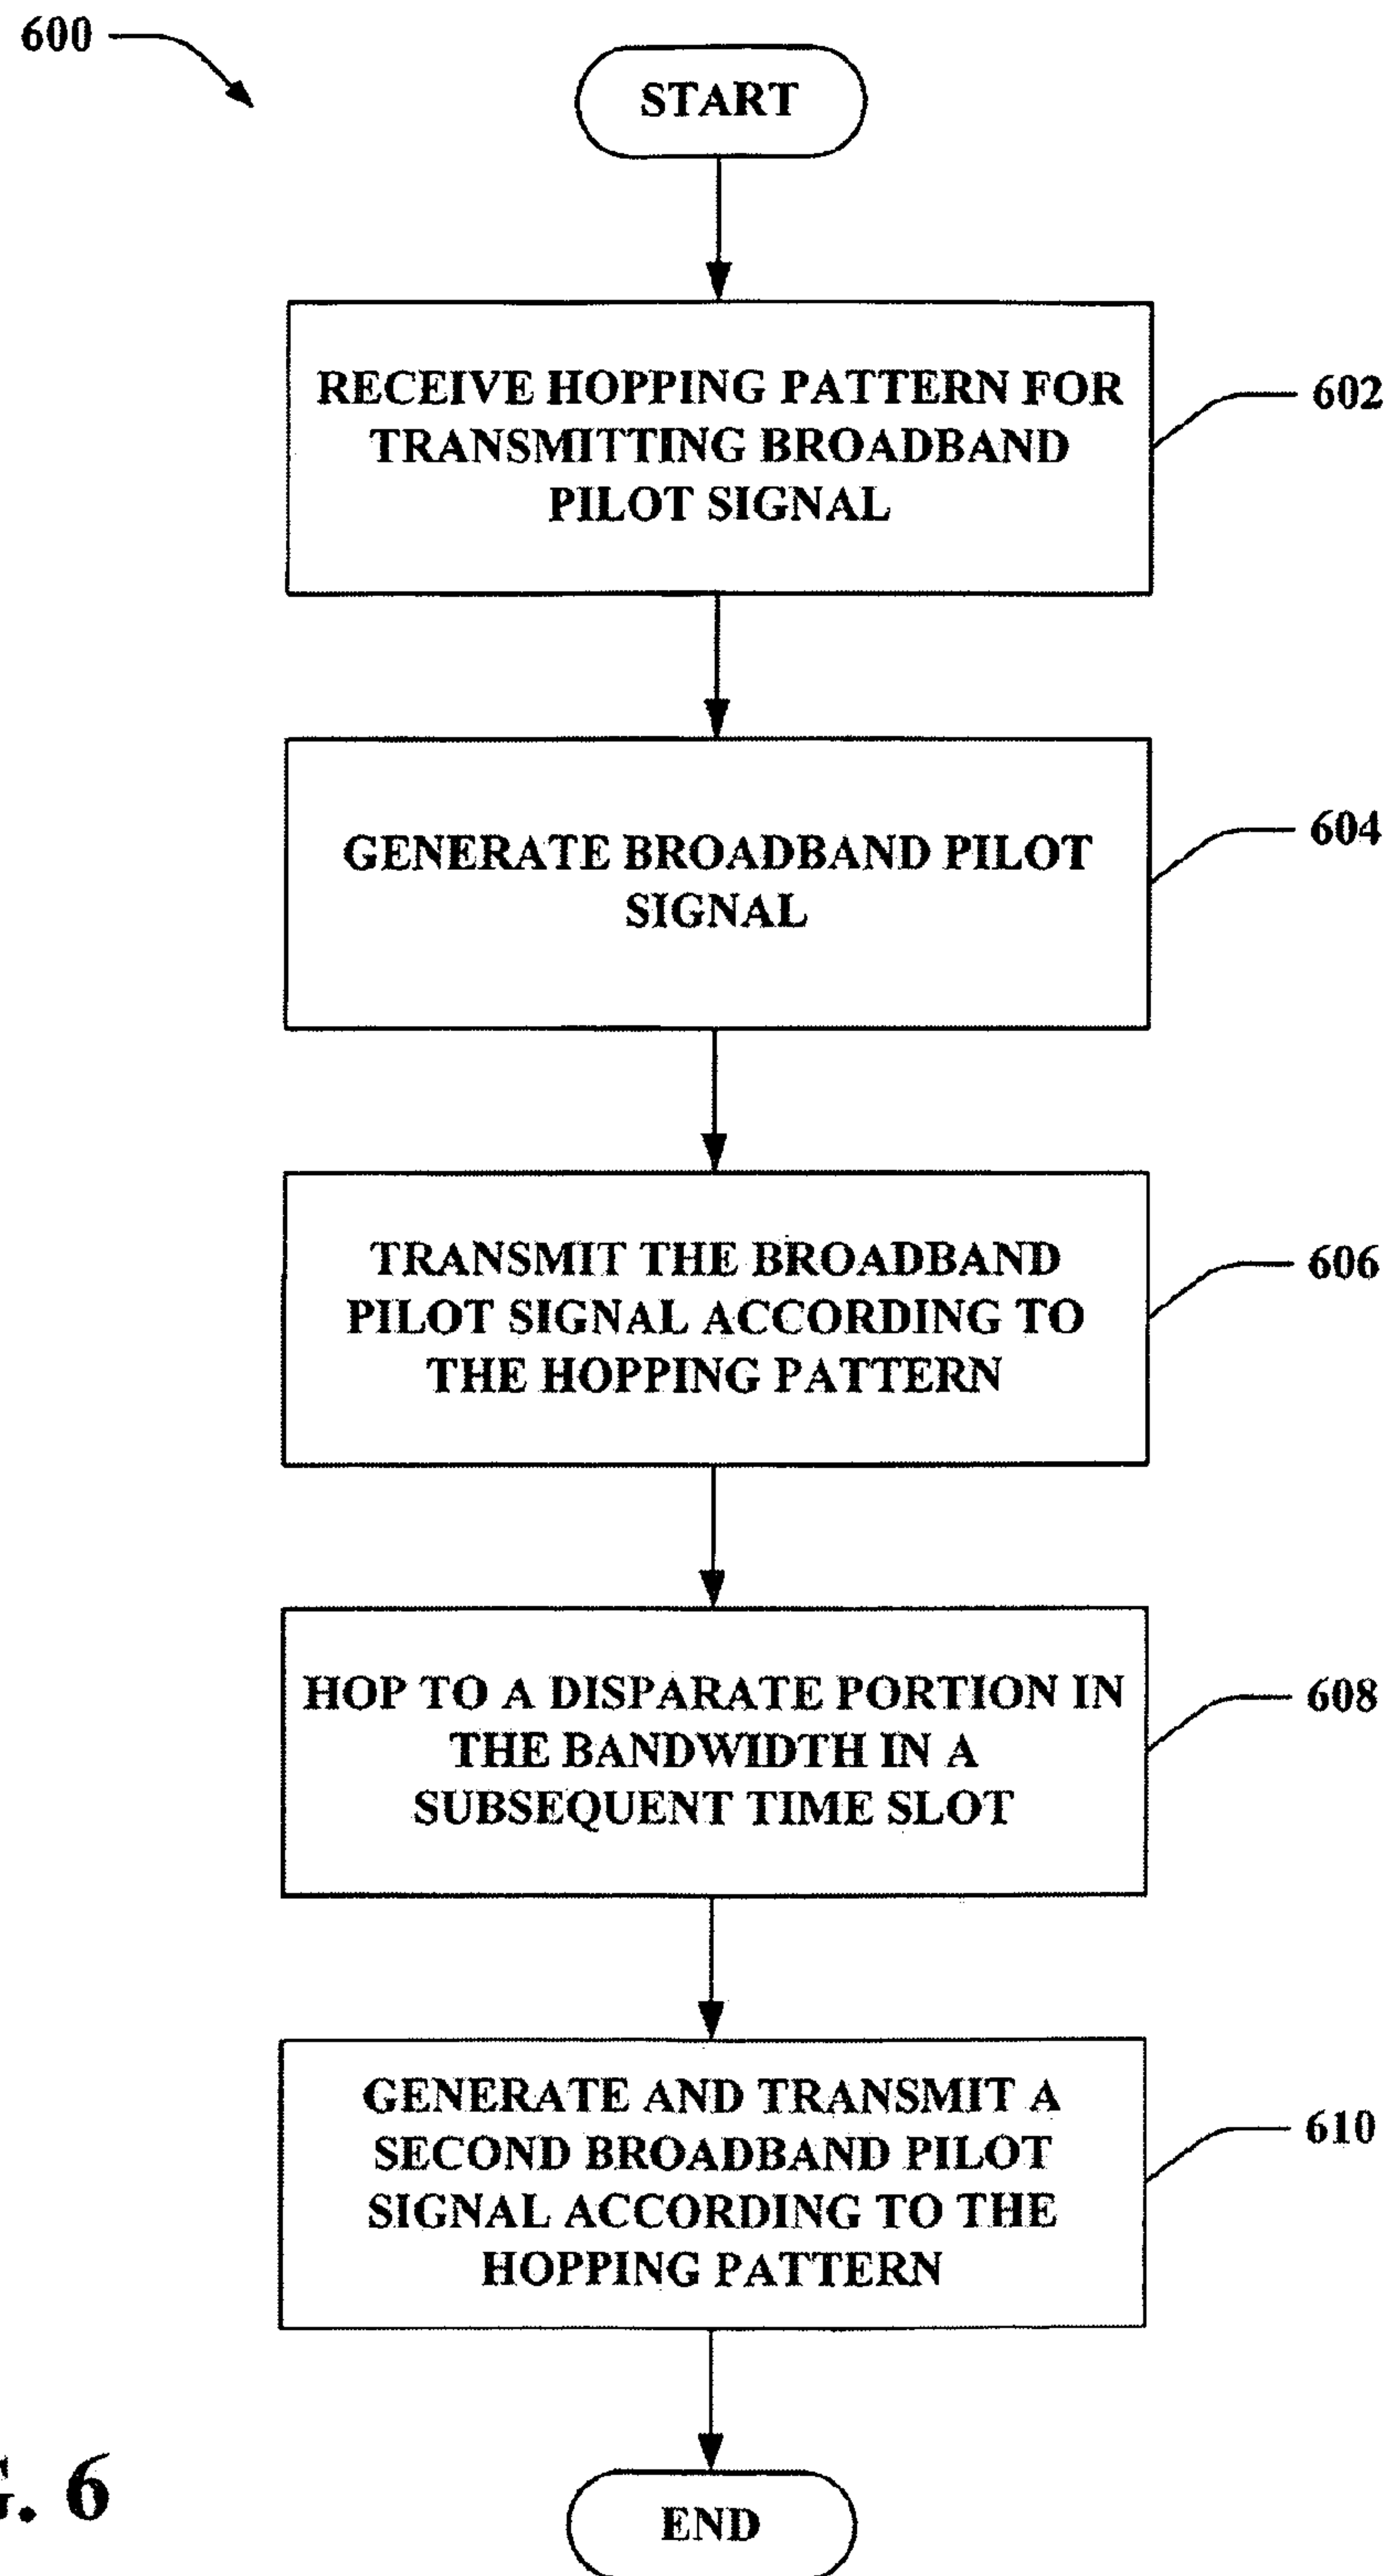 600
START
RECEIVE HOPPING PATTERN FOR
TRANSMITTING BROADBAND
PILOT SIGNAL
602
GENERATE BROADBAND PILOT
SIGNAL
604
TRANSMIT THE BROADBAND
PILOT SIGNAL ACCORDING TO
THE HOPPING PATTERN
606
HOP TO A DISPARATE PORTION IN
THE BANDWIDTH IN A
SUBSEQUENT TIME SLOT
608
GENERATE AND TRANSMIT A
SECOND BROADBAND PILOT
SIGNAL ACCORDING TO THE
HOPPING PATTERN
610
END
G. 6